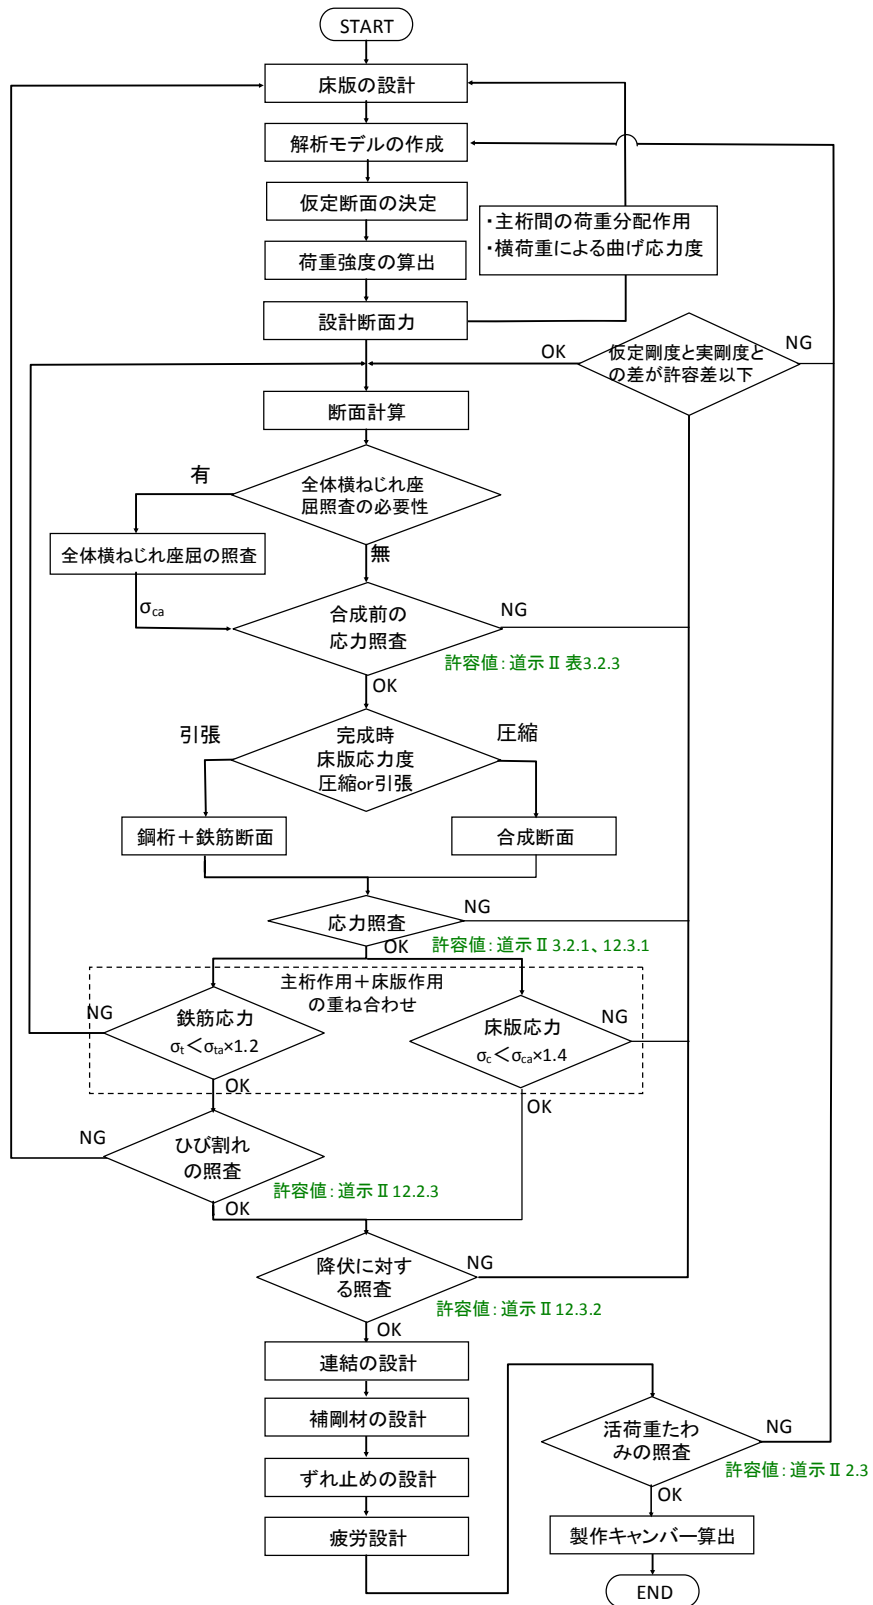 START
床版の設計
解析モデルの作成
仮定断面の決定
・主桁間の荷重分配作用
・横荷重による曲げ応力度
荷重強度の算出
設計断面力
OK
仮定剛度と実剛度と
の差が許容差以下
NG
断面計算
有
全体横ねじれ座
屈照査の必要性
無
全体横ねじれ座屈の照査
σca
合成前の
応力照査
NG
許容値：道示Ⅱ 表3.2.3
OK
引張
完成時
床版応力度
圧縮or引張
圧縮
鋼桁＋鉄筋断面
合成断面
応力照査
NG
OK
許容値：道示Ⅱ 3.2.1、12.3.1
主桁作用＋床版作用
の重ね合わせ
NG
鉄筋応力
σt＜σta×1.2
床版応力
σc＜σca×1.4
NG
OK
OK
NG
ひび割れ
の照査
許容値：道示Ⅱ 12.2.3
OK
降伏に対す
る照査
NG
許容値：道示Ⅱ 12.3.2
OK
連結の設計
補剛材の設計
ずれ止めの設計
疲労設計
活荷重たわ
みの照査
NG
許容値：道示Ⅱ 2.3
OK
製作キャンバー算出
END